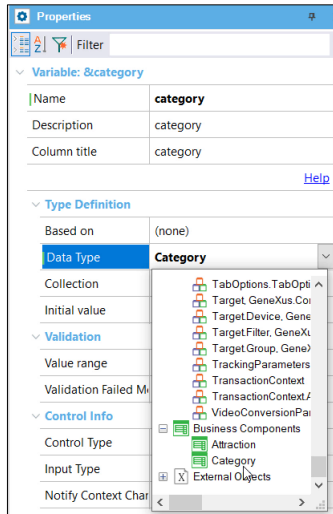 Properties
Filter
Variable: &category
Name category
Description category
Column title category
Help
Type Definition
Based on (none)
Data Type Category
Collection
Initial value
Validation
Value range
Validation Failed M
Control Info
Control Type
Input Type
Notify Context Char
TabOptions.TabOpti
Target, GeneXus.Cor
Target.Device, Gene
Target.Filter, GeneXu
Target.Group, GeneX
TrackingParameters
TransactionContext
TransactionContext.A
VideoConversionPar
Business Components
Attraction
Category
External Objects